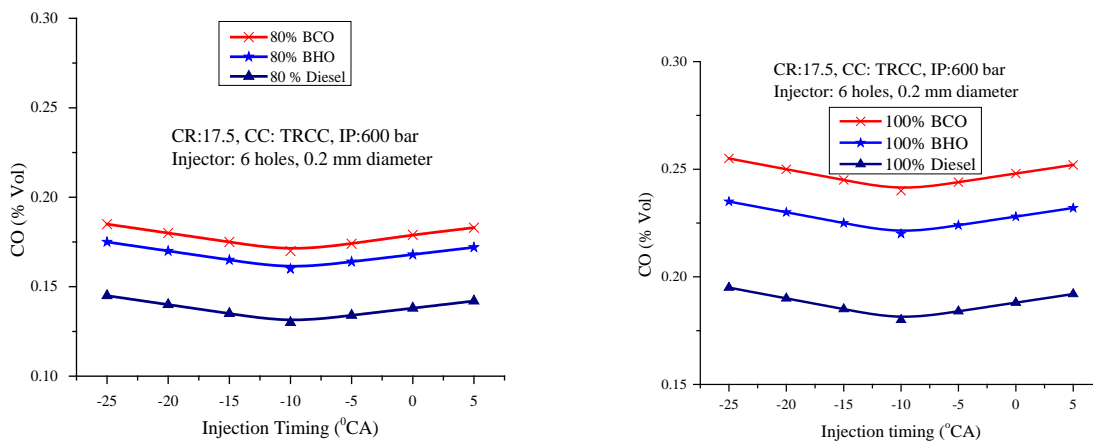 0.30
0.25
0.20
0.15
0.10
CO (% Vol)
80% BCO
80% BHO
80 % Diesel
CR:17.5, CC: TRCC, IP:600 bar
Injector: 6 holes, 0.2 mm diameter
-25 -20 -15 -10 -5 0 5
Injection Timing (⁰CA)
0.30
0.25
0.20
0.15
CO (% Vol)
CR:17.5, CC: TRCC, IP:600 bar
Injector: 6 holes, 0.2 mm diameter
100% BCO
100% BHO
100% Diesel
-25 -20 -15 -10 -5 0 5
Injection timing (°CA)